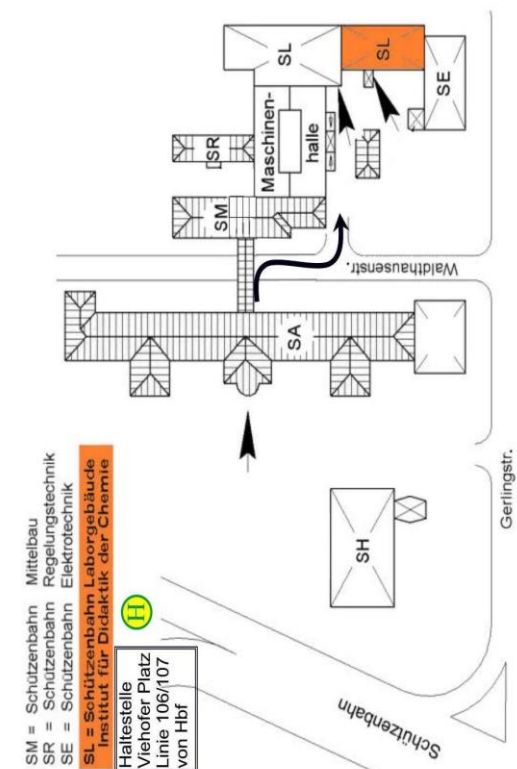 SM = Schützenbahn Mittelbau
SR = Schützenbahn Regelungstechnik
SE = Schützenbahn Elektrotechnik
SL = Schützenbahn Laborgebäude
Institut für Didaktik der Chemie
Haltestelle
Viehofer Platz
Linie 106/107
von Hbf
H
Schützenbahn
SH
Gerlingstr.
SA
Waldthausenstr.
SM
SR
Maschinen-
halle
SL
SL
SE